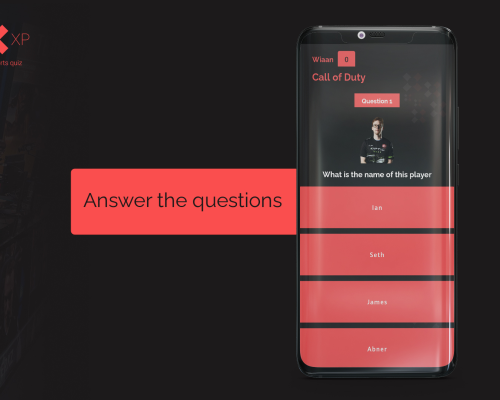 XP
rts quiz
Wiaan 0
Call of Duty
Question 1
What is the name of this player
Answer the questions
Ian
Seth
James
Abner